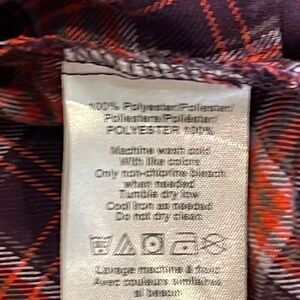 100% Polyester/Poliester/
Poliestere/Poliéster/
POLYESTER 100%
Machine wash cold
With like colors
Only non-chlorine bleach
when needed
Tumble dry low
Cool iron as needed
Do not dry clean
Lavage machine à froid
Avec couleurs similaires